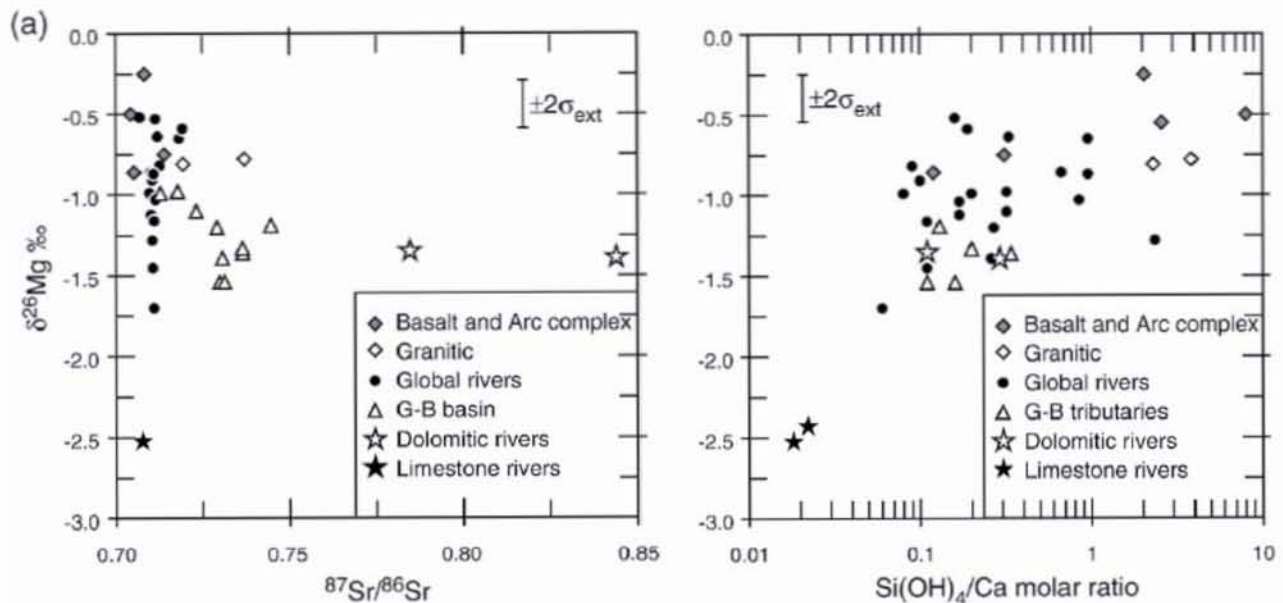 (a)
0.0
-0.5
-1.0
-1.5
-2.0
-2.5
-3.0
δ²⁶Mg ‰
±2σext
Basalt and Arc complex
Granitic
Global rivers
G-B basin
Dolomitic rivers
Limestone rivers
0.70
0.75
0.80
0.85
⁸⁷Sr/⁸⁶Sr
0.0
-0.5
-1.0
-1.5
-2.0
-2.5
-3.0
±2σext
Basalt and Arc complex
Granitic
Global rivers
G-B tributaries
Dolomitic rivers
Limestone rivers
0.01
0.1
1
10
Si(OH)₄/Ca molar ratio